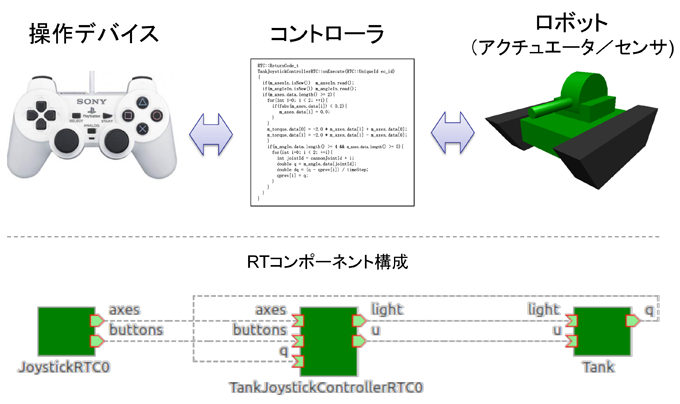 操作デバイス
コントローラ
ロボット
（アクチュエータ／センサ）
SONY
PlayStation
SELECT
START
ANALOG
RTC::ReturnCode_t
TankJoystickControllerRTC::onExecute(RTC::UniqueId ec_id)
{
if(m_axesIn.isNew()) m_axesIn.read();
if(m_angleIn.isNew()) m_angleIn.read();
if(m_axes.data.length() >= 2){
for(int i=0; i < 2; ++i){
if(fabs(m_axes.data[i]) < 0.2){
m_axes.data[i] = 0.0;
}
}
m_torque.data[0] = -2.0 * m_axes.data[1] + m_axes.data[0];
m_torque.data[1] = -2.0 * m_axes.data[1] - m_axes.data[0];
}
if(m_angle.data.length() >= 4 && m_axes.data.length() >= 5){
for(int i=0; i < 2; ++i){
int jointId = cannonJointId + i;
double q = m_angle.data[jointId];
double dq = (q - qprev[i]) / timeStep;
qprev[i] = q;
}
}
}
RTコンポーネント構成
axes
buttons
JoystickRTC0
axes
buttons
q
light
u
TankJoystickControllerRTC0
light
u
q
Tank